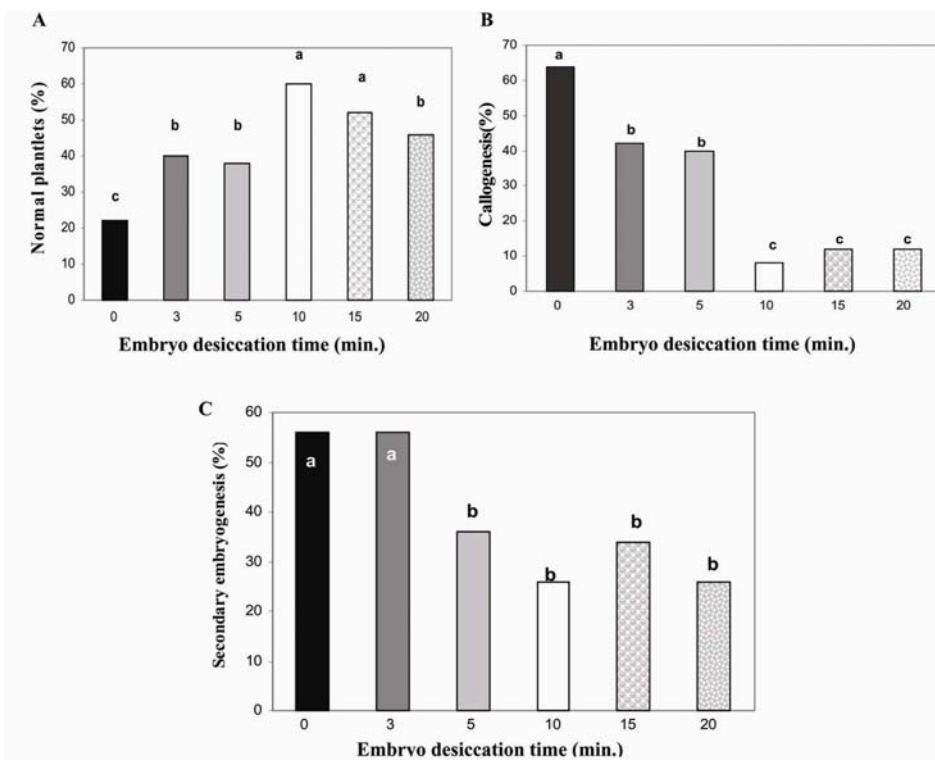 A
Normal plantlets (%)
70
60
50
40
30
20
10
0
c
b
b
a
a
b
0 3 5 10 15 20
Embryo desiccation time (min.)
B
Callogenesis(%)
70
60
50
40
30
20
10
0
a
b
b
c
c
c
0 3 5 10 15 20
Embryo desiccation time (min.)
C
Secondary embryogenesis (%)
60
50
40
30
20
10
0
a
a
b
b
b
b
0 3 5 10 15 20
Embryo desiccation time (min.)